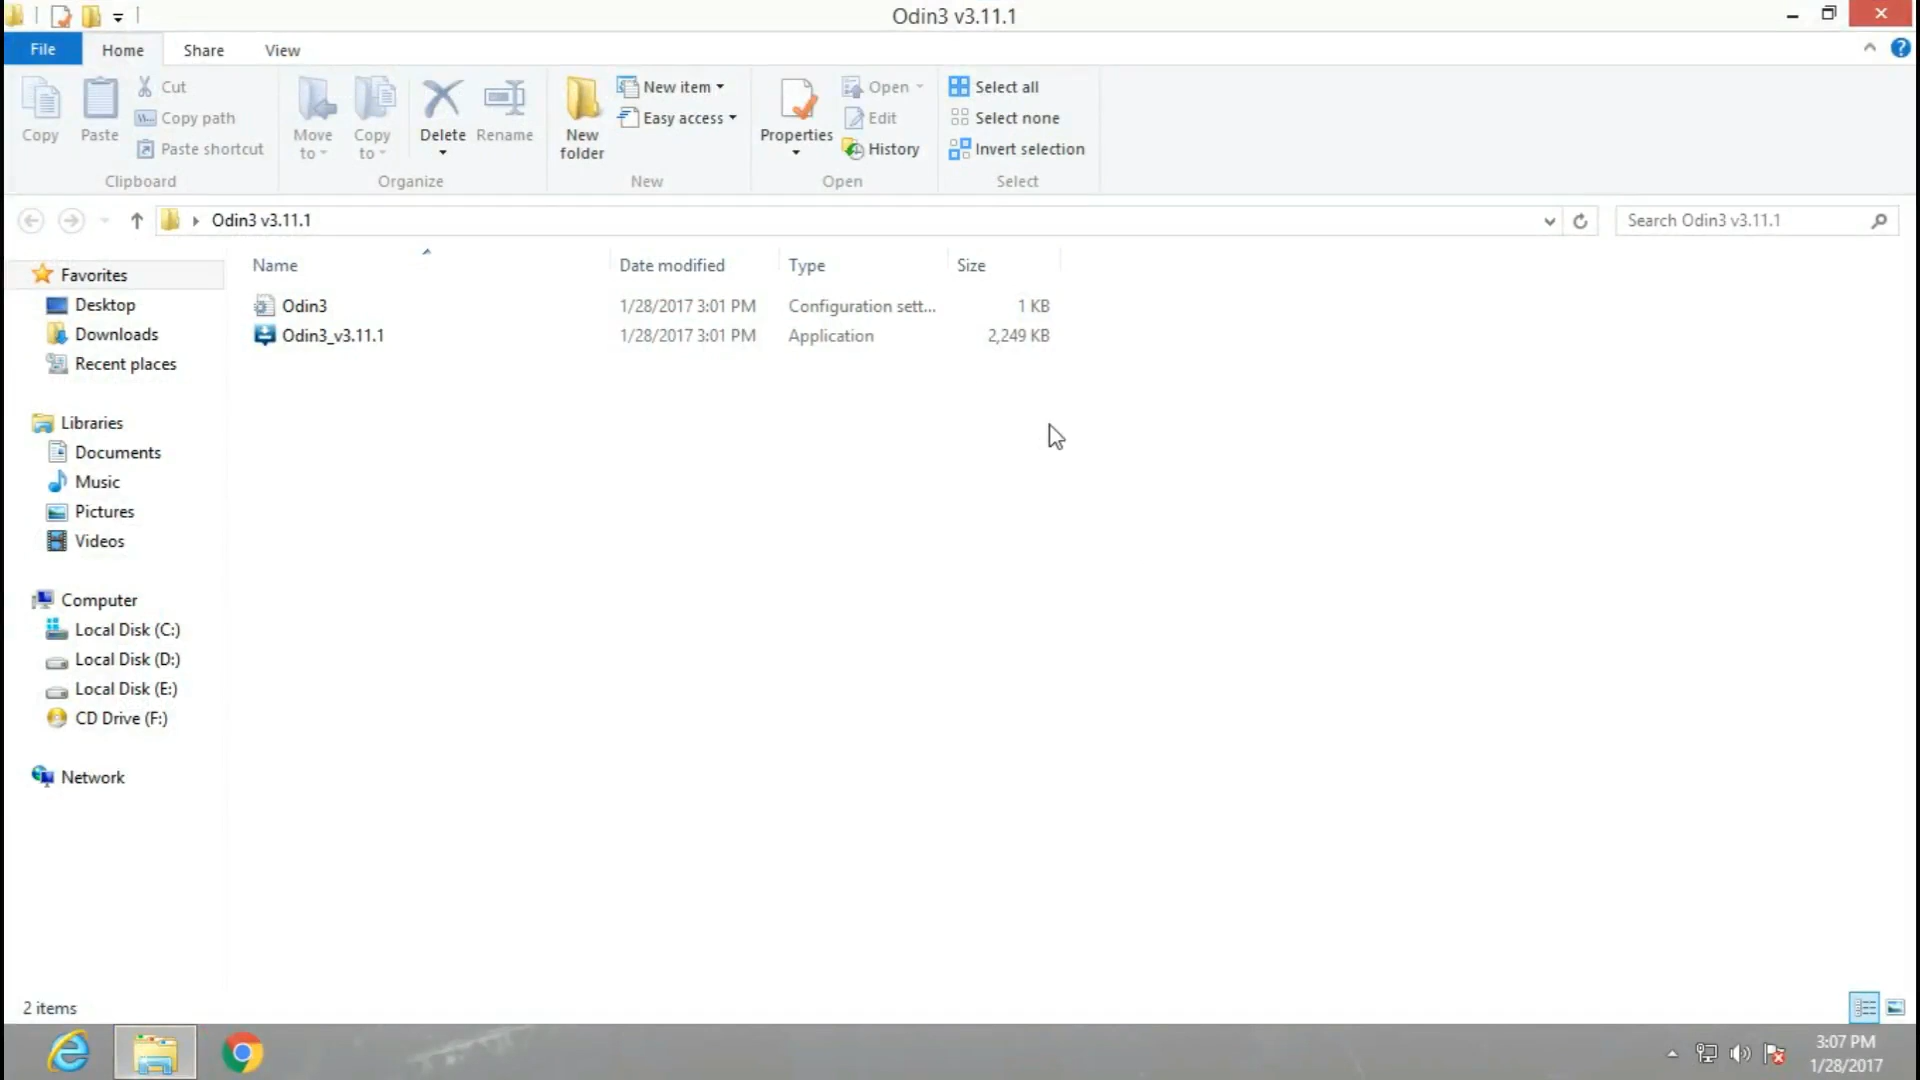 Odin3 v3.11.1
File
Home
Share
View
Copy
Paste
Cut
Copy path
Paste shortcut
Clipboard
Move to
Copy to
Delete
Rename
Organize
New folder
New item
Easy access
New
Properties
Open
Edit
History
Open
Select all
Select none
Invert selection
Select
Odin3 v3.11.1
Search Odin3 v3.11.1
Name
Date modified
Type
Size
Odin3
1/28/2017 3:01 PM
Configuration sett...
1 KB
Odin3_v3.11.1
1/28/2017 3:01 PM
Application
2,249 KB
Favorites
Desktop
Downloads
Recent places
Libraries
Documents
Music
Pictures
Videos
Computer
Local Disk (C:)
Local Disk (D:)
Local Disk (E:)
CD Drive (F:)
Network
2 items
3:07 PM
1/28/2017